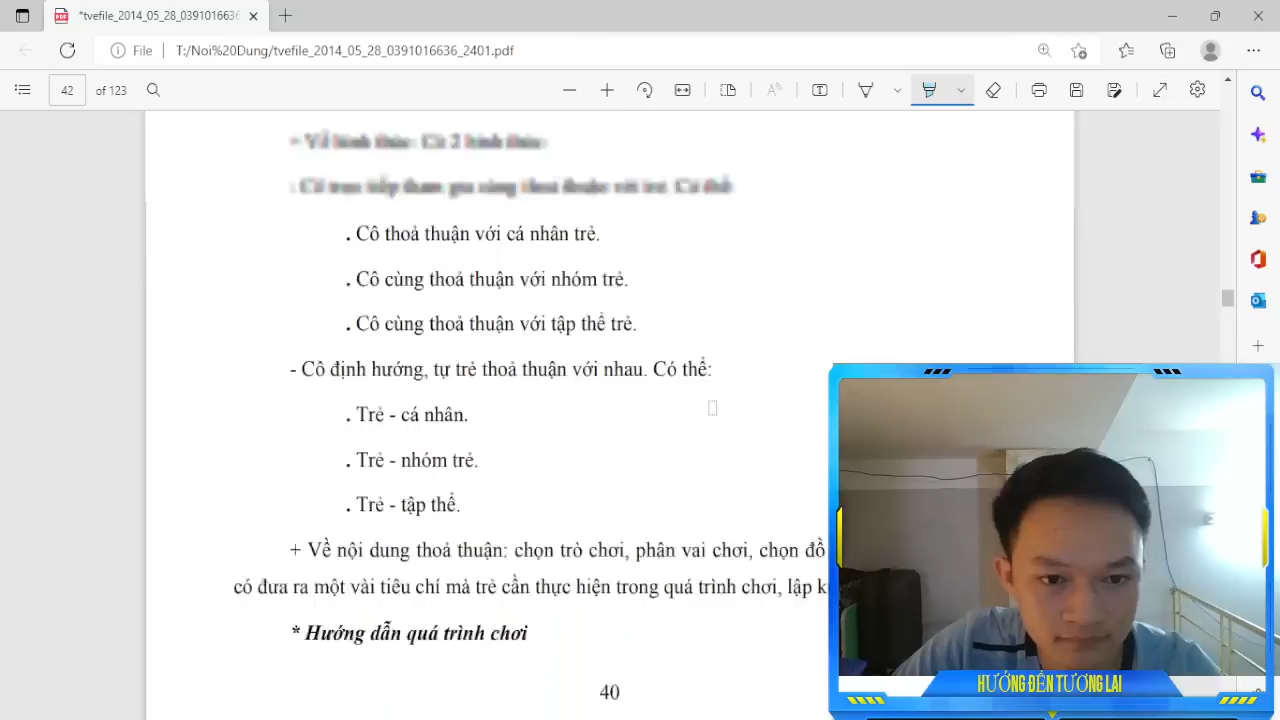 *tvefile_2014_05_28_0391016636
File
T:/Noi%20Dung/tvefile_2014_05_28_0391016636_2401.pdf
42 of 123
. Cô thoả thuận với cá nhân trẻ.
. Cô cùng thoả thuận với nhóm trẻ.
. Cô cùng thoả thuận với tập thể trẻ.
- Cô định hướng, tự trẻ thoả thuận với nhau. Có thể:
. Trẻ - cá nhân.
. Trẻ - nhóm trẻ.
. Trẻ - tập thể.
+ Về nội dung thoả thuận: chọn trò chơi, phân vai chơi, chọn đồ
có đưa ra một vài tiêu chí mà trẻ cần thực hiện trong quá trình chơi, lập
* Hướng dẫn quá trình chơi
40
HƯỚNG ĐẾN TƯƠNG LAI